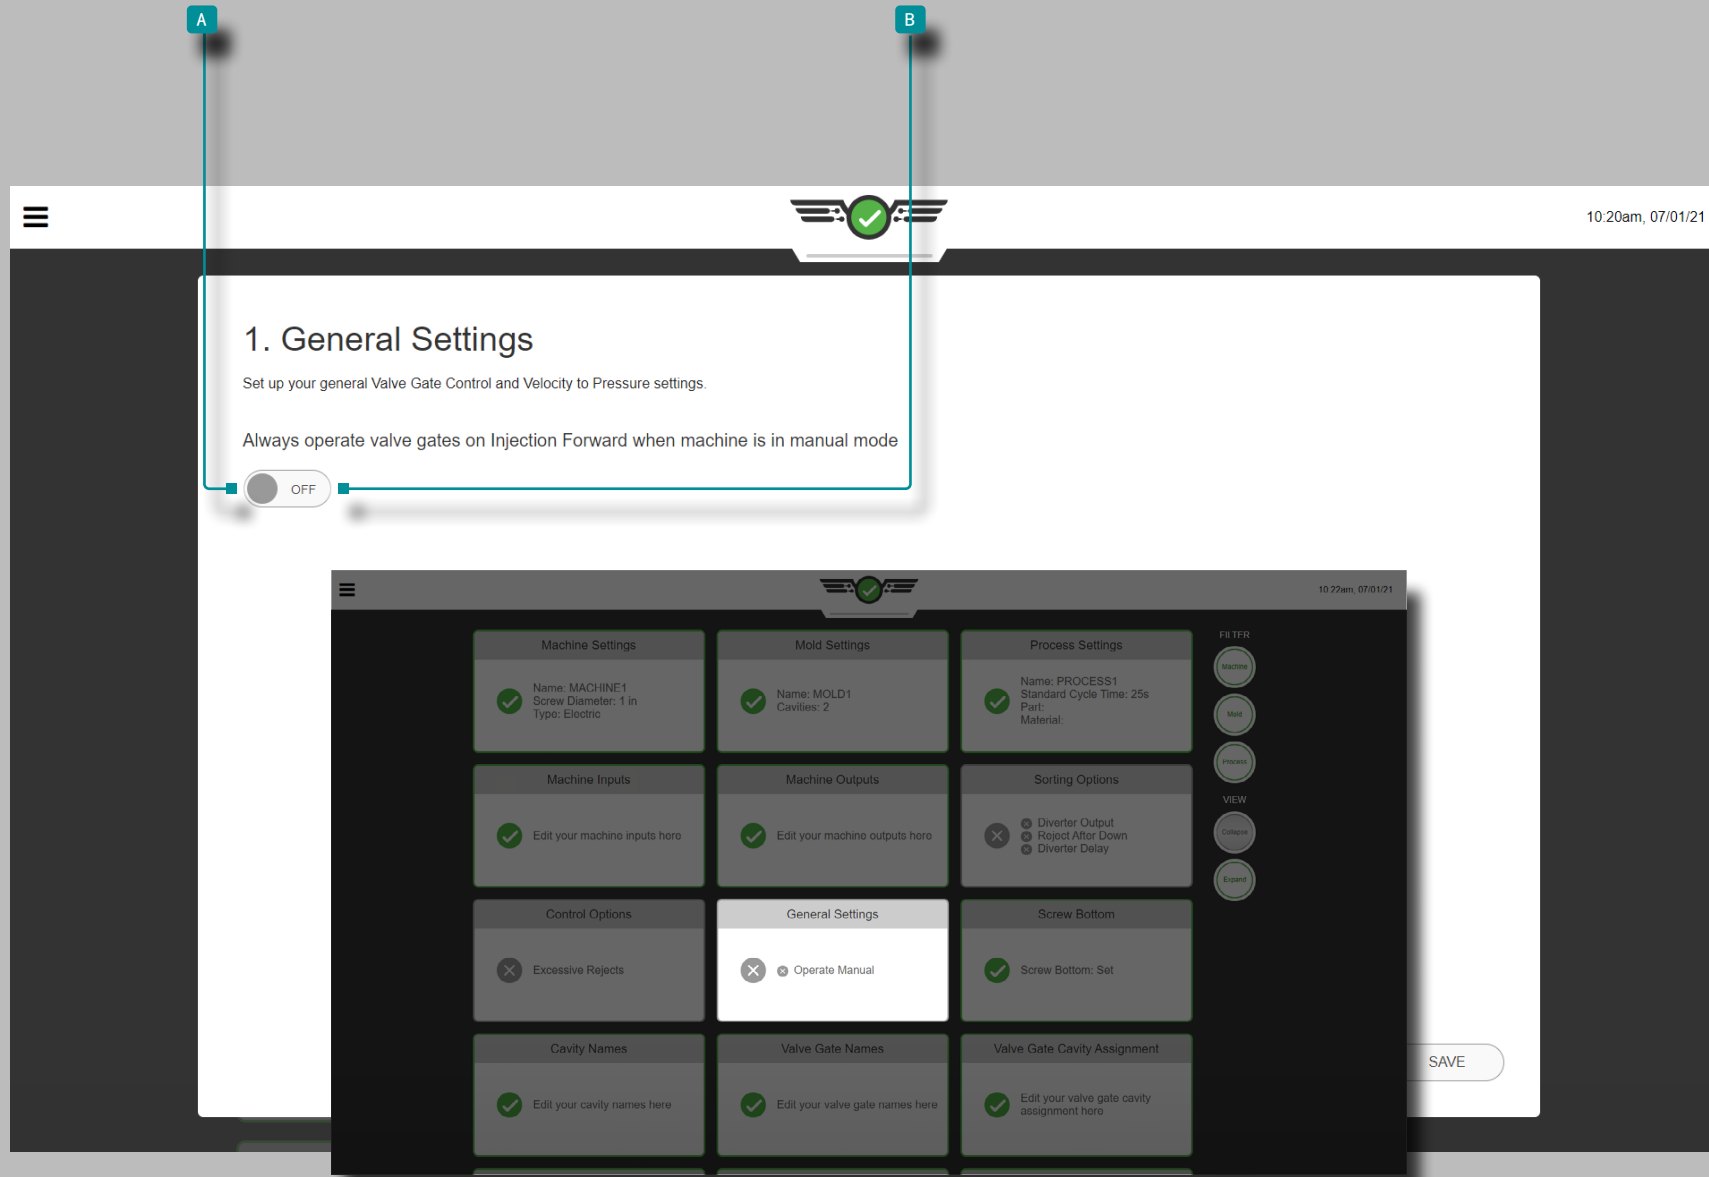 A
B
10:20am, 07/01/21
1. General Settings
Set up your general Valve Gate Control and Velocity to Pressure settings.
Always operate valve gates on Injection Forward when machine is in manual mode
OFF
10:22am, 07/01/21
Machine Settings
Name: MACHINE1
Screw Diameter: 1 in
Type: Electric
Mold Settings
Name: MOLD1
Cavities: 2
Process Settings
Name: PROCESS1
Standard Cycle Time: 25s
Part:
Material:
FILTER
Machine
Mold
Process
VIEW
Collapse
Expand
Machine Inputs
Edit your machine inputs here
Machine Outputs
Edit your machine outputs here
Sorting Options
Diverter Output
Reject After Down
Diverter Delay
Control Options
Excessive Rejects
General Settings
Operate Manual
Screw Bottom
Screw Bottom: Set
Cavity Names
Edit your cavity names here
Valve Gate Names
Edit your valve gate names here
Valve Gate Cavity Assignment
Edit your valve gate cavity
assignment here
SAVE